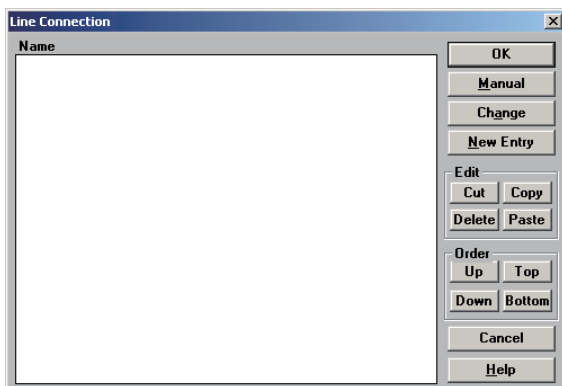 Line Connection
Name
OK
Manual
Change
New Entry
Edit
Cut Copy
Delete Paste
Order
Up Top
Down Bottom
Cancel
Help